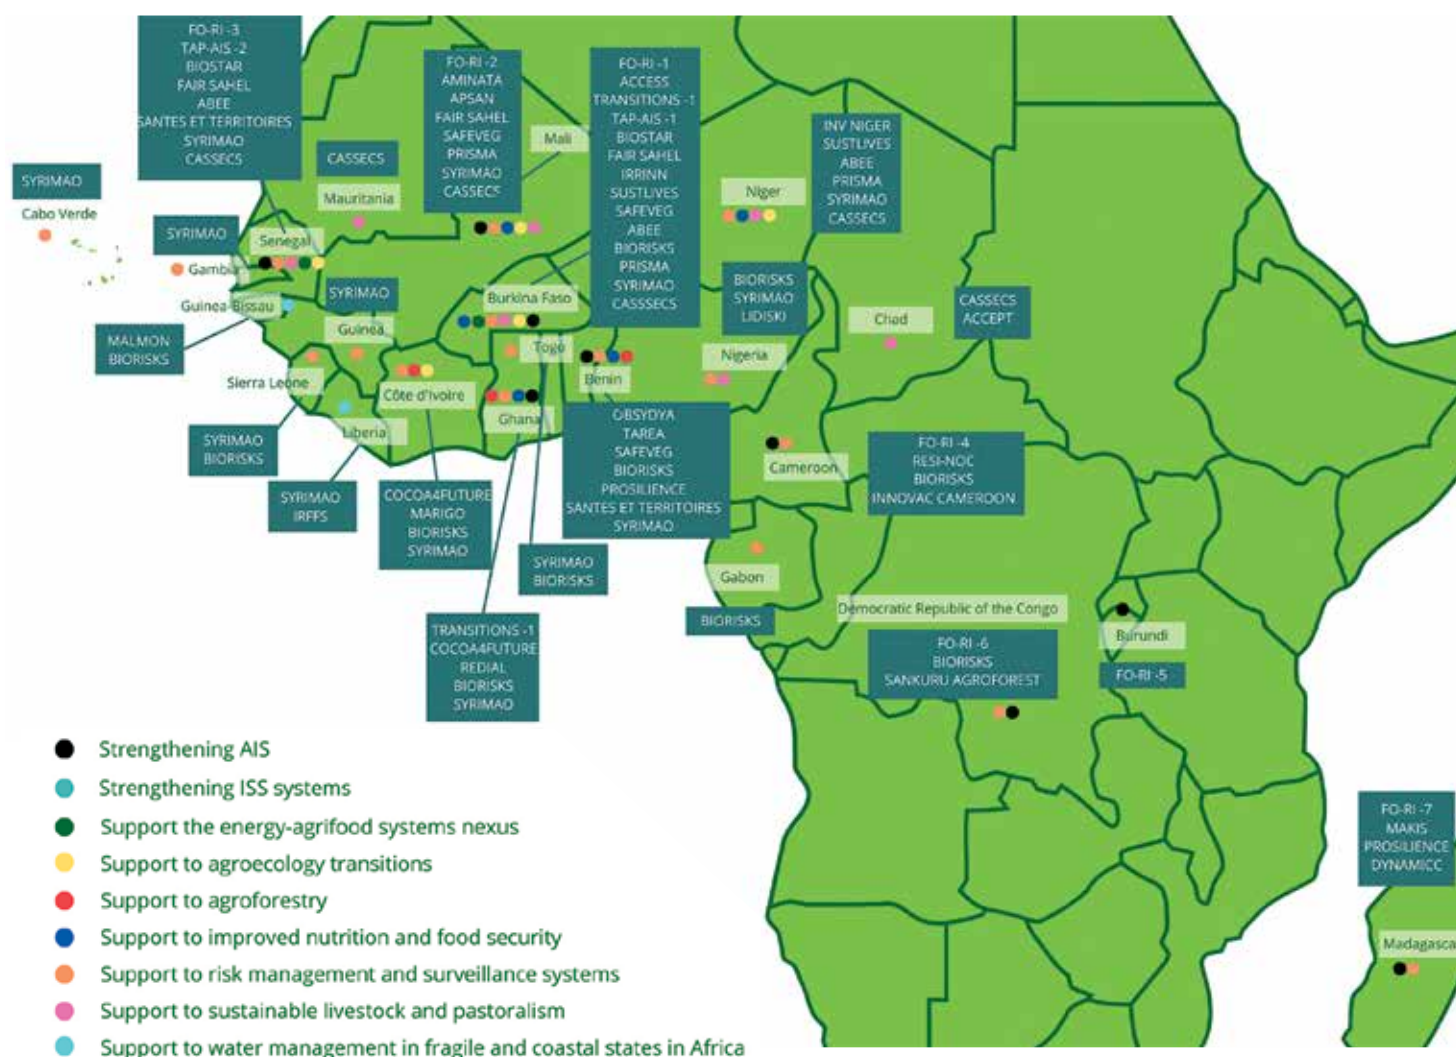 FO-RI -3
TAP-AIS -2
BIOSTAR
FAIR SAHEL
ABEE
SANTES ET TERRITOIRES
SYRIMAO
CASSECS
FO-RI -2
AMINATA
APSAN
FAIR SAHEL
SAFEVEG
PRISMA
SYRIMAO
CASSECS
Mali
FO-RI -1
ACCESS
TRANSITIONS -1
TAP-AIS -1
BIOSTAR
FAIR SAHEL
IRRINN
SUSTLIVES
SAFEVEG
ABEE
BIORISKS
PRISMA
SYRIMAO
CASSSECS
INV NIGER
SUSTLIVES
ABEE
PRISMA
SYRIMAO
CASSECS
Niger
SYRIMAO
Cabo Verde
CASSECS
Mauritania
SYRIMAO
Gambia
Senegal
Guinea-Bissau
MALMON
BIORISKS
SYRIMAO
Guinea
Burkina Faso
BIORISKS
SYRIMAO
LIDISKI
Nigeria
Chad
CASSECS
ACCEPT
Togo
Benin
Sierra Leone
SYRIMAO
BIORISKS
Liberia
SYRIMAO
IRFFS
Côte d'Ivoire
COCOA4FUTURE
MARIGO
BIORISKS
SYRIMAO
Ghana
TRANSITIONS -1
COCOA4FUTURE
REDIAL
BIORISKS
SYRIMAO
SYRIMAO
BIORISKS
OBSYDYA
TAREA
SAFEVEG
BIORISKS
PROSILIENCE
SANTES ET TERRITOIRES
SYRIMAO
Cameroon
FO-RI -4
RESI-NOC
BIORISKS
INNOVAC CAMEROON
Gabon
BIORISKS
Democratic Republic of the Congo
FO-RI -6
BIORISKS
SANKURU AGROFOREST
Burundi
FO-RI -5
FO-RI -7
MAKIS
PROSILIENCE
DYNAMICC
Madagasca
Strengthening AIS
Strengthening ISS systems
Support the energy-agrifood systems nexus
Support to agroecology transitions
Support to agroforestry
Support to improved nutrition and food security
Support to risk management and surveillance systems
Support to sustainable livestock and pastoralism
Support to water management in fragile and coastal states in Africa